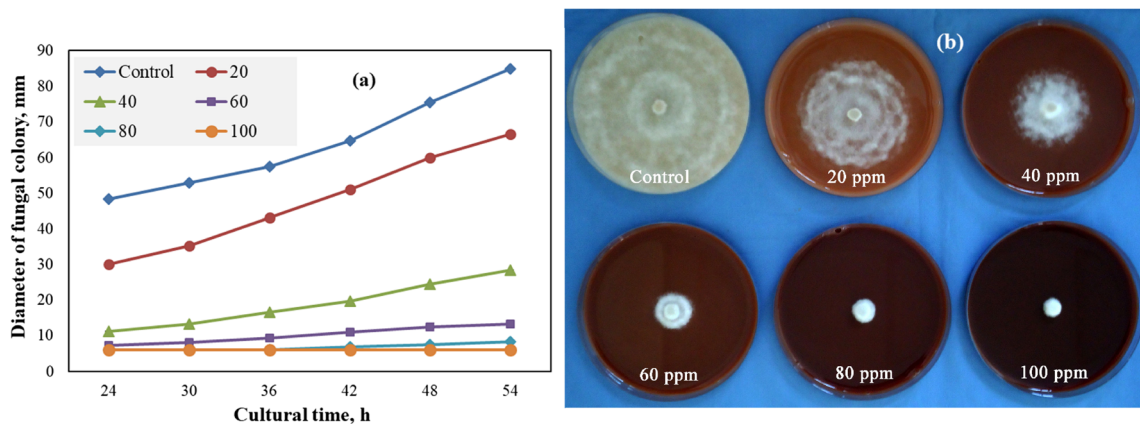 90
80
70
60
50
40
30
20
10
0
Diameter of fungal colony, mm
Control 20
40 60
80 100
(a)
24 30 36 42 48 54
Cultural time, h
(b)
Control 20 ppm 40 ppm
60 ppm 80 ppm 100 ppm